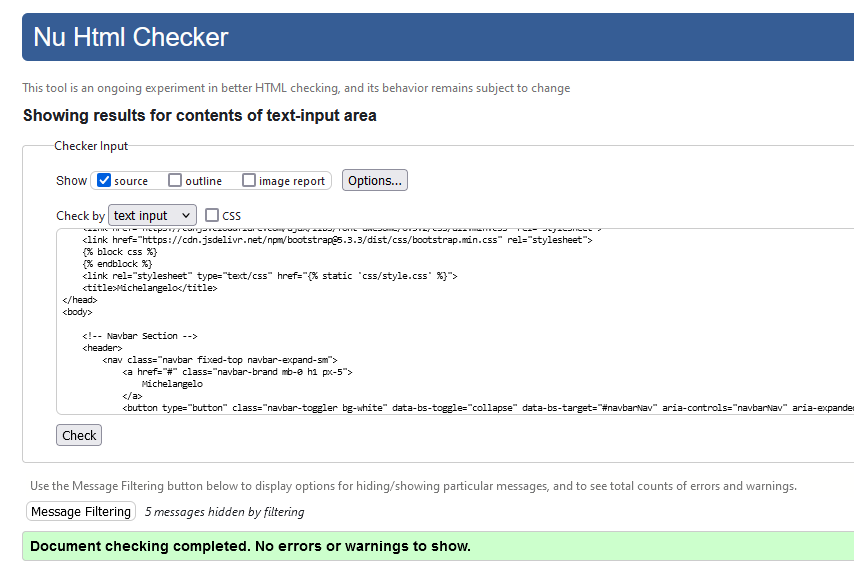 Nu Html Checker
This tool is an ongoing experiment in better HTML checking, and its behavior remains subject to change
Showing results for contents of text-input area
Checker Input
Show source outline image report Options...
Check by text input CSS
<link href="https://cdn.jsdelivr.net/npm/bootstrap@5.3.3/dist/css/bootstrap.min.css" rel="stylesheet">
{% block css %}
{% endblock %}
<link rel="stylesheet" type="text/css" href="{% static 'css/style.css' %}">
<title>Michelangelo</title>
</head>
<body>
<!-- Navbar Section -->
<header>
<nav class="navbar fixed-top navbar-expand-sm">
<a href="#" class="navbar-brand mb-0 h1 px-5">
Michelangelo
</a>
<button type="button" class="navbar-toggler bg-white" data-bs-toggle="collapse" data-bs-target="#navbarNav" aria-controls="navbarNav" aria-expanded
Check
Use the Message Filtering button below to display options for hiding/showing particular messages, and to see total counts of errors and warnings.
Message Filtering 5 messages hidden by filtering
Document checking completed. No errors or warnings to show.